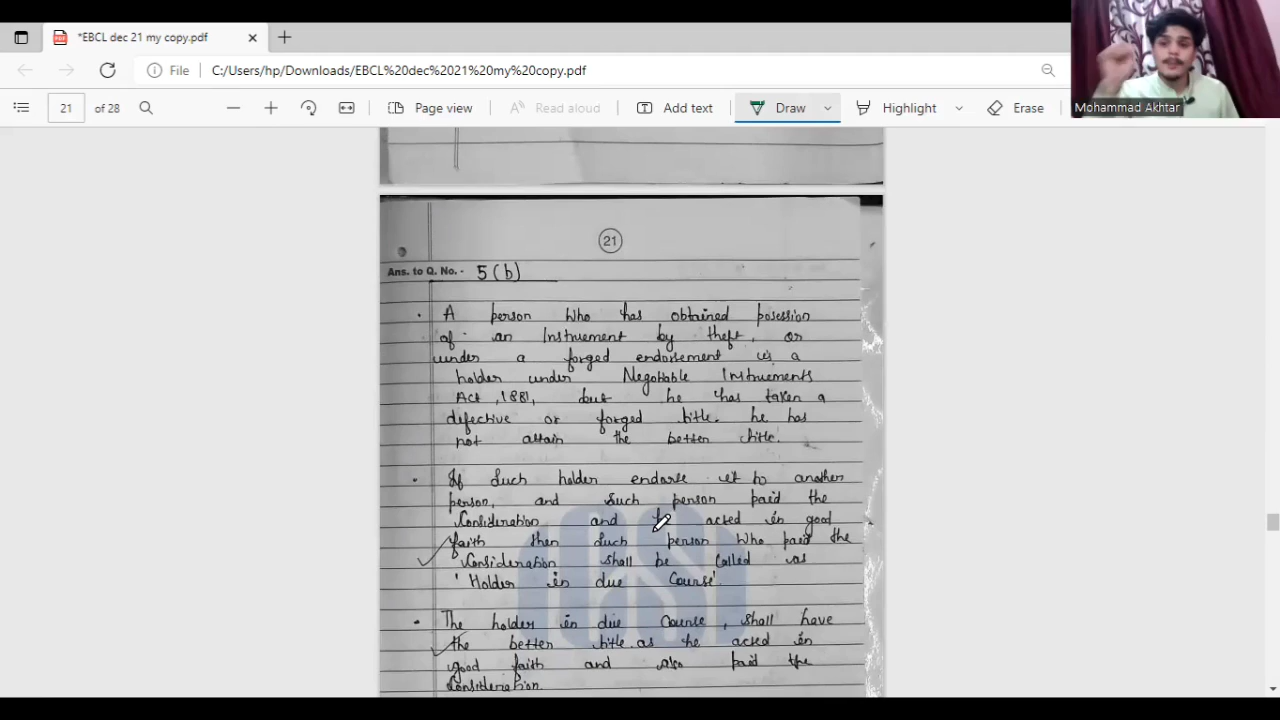 *EBCL dec 21 my copy.pdf
File C:/Users/hp/Downloads/EBCL%20dec%2021%20my%20copy.pdf
21 of 28 Page view Read aloud Add text Draw Highlight Erase
Mohammad Akhtar
21
Ans. to Q. No. - 5(b)
• A person who has obtained posession
of an Instruement by theft, or
under a forged endorsement is a
holder under Negotiable Instruements
Act, 1881, but he has taken a
defective or forged title. he has
not attain the better title.
• If such holder endorse it to another
person, and such person paid the
Consideration and acted in good
faith then such person who paid the
Consideration shall be called as
'Holder in due Course'.
• The holder in due Course, shall have
the better title as he acted in
good faith and also paid the
Consideration.
ICSI